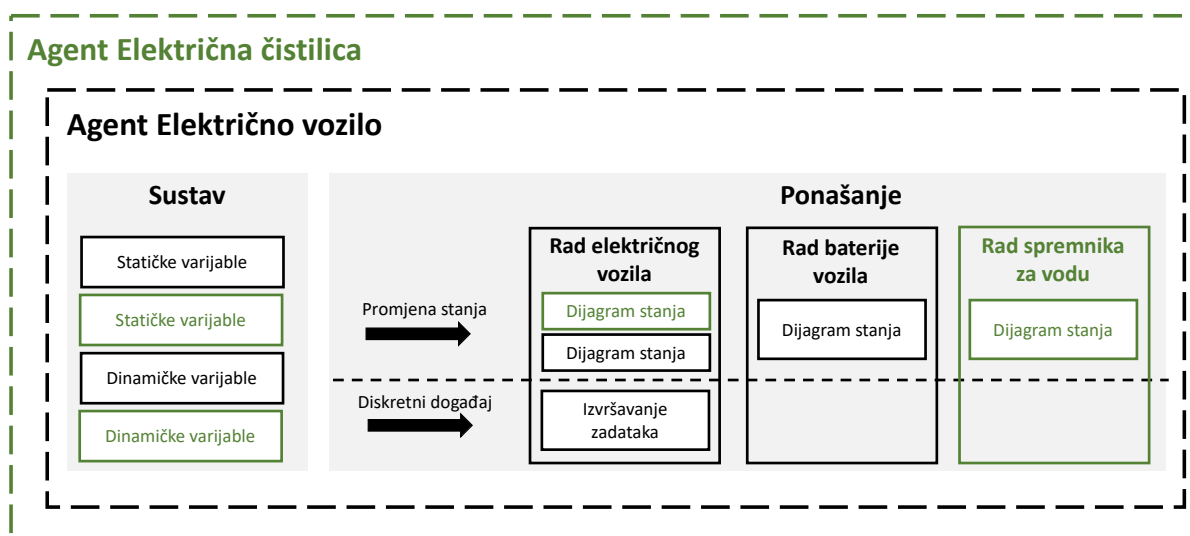 Agent Električna čistilica
Agent Električno vozilo
Sustav
Statičke varijable
Statičke varijable
Dinamičke varijable
Dinamičke varijable
Ponašanje
Promjena stanja
Diskretni događaj
Rad električnog
vozila
Dijagram stanja
Dijagram stanja
Izvršavanje
zadataka
Rad baterije
vozila
Dijagram stanja
Rad spremnika
za vodu
Dijagram stanja